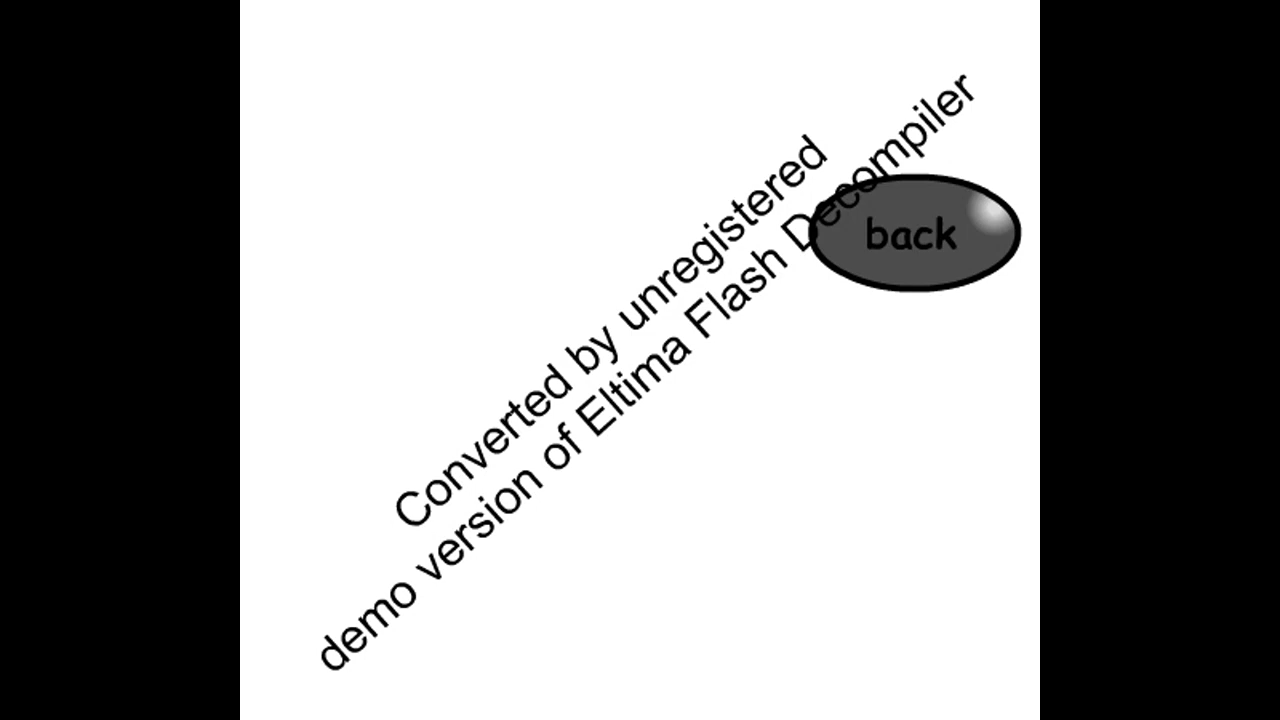 Converted by unregistered
demo version of Eltima Flash Decompiler
back